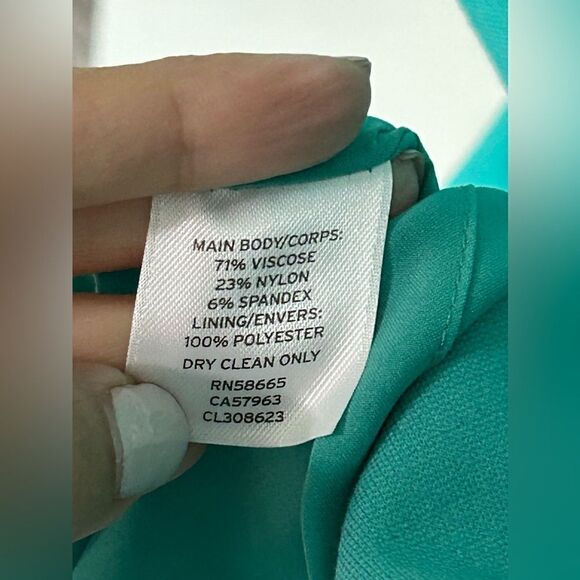 MAIN BODY/CORPS:
71% VISCOSE
23% NYLON
6% SPANDEX
LINING/ENVERS:
100% POLYESTER
DRY CLEAN ONLY
RN58665
CA57963
CL308623